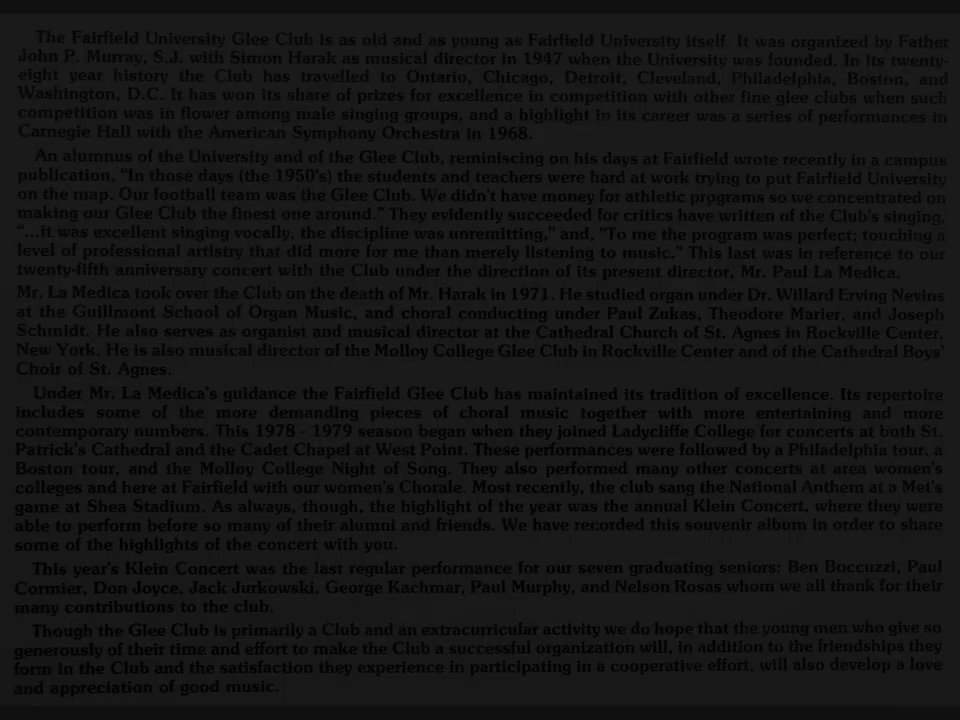 The Fairfield University Glee Club is as old and as young as Fairfield University itself. It was organized by Father
John P. Murray, S.J. with Simon Harak as musical director in 1947 when the University was founded. In its twenty-
eight year history the Club has travelled to Ontario, Chicago, Detroit, Cleveland, Philadelphia, Boston, and
Washington, D.C. It has won its share of prizes for excellence in competition with other fine glee clubs when such
competition was in flower among male singing groups, and a highlight in its career was a series of performances in
Carnegie Hall with the American Symphony Orchestra in 1968.
An alumnus of the University and of the Glee Club, reminiscing on his days at Fairfield wrote recently in a campus
publication, "In those days (the 1950's) the students and teachers were hard at work trying to put Fairfield University
on the map. Our football team was the Glee Club. We didn't have money for athletic programs so we concentrated on
making our Glee Club the finest one around." They evidently succeeded for critics have written of the Club's singing,
"...it was excellent singing vocally, the discipline was unremitting," and, "To me the program was perfect; touching a
level of professional artistry that did more for me than merely listening to music." This last was in reference to our
twenty-fifth anniversary concert with the Club under the direction of its present director, Mr. Paul La Medica.
Mr. La Medica took over the Club on the death of Mr. Harak in 1971. He studied organ under Dr. Willard Erving Nevins
at the Guillmont School of Organ Music, and choral conducting under Paul Zukas, Theodore Marier, and Joseph
Schmidt. He also serves as organist and musical director at the Cathedral Church of St. Agnes in Rockville Center,
New York. He is also musical director of the Molloy College Glee Club in Rockville Center and of the Cathedral Boys'
Choir of St. Agnes.
Under Mr. La Medica's guidance the Fairfield Glee Club has maintained its tradition of excellence. Its repertoire
includes some of the more demanding pieces of choral music together with more entertaining and more
contemporary numbers. This 1978 - 1979 season began when they joined Ladycliffe College for concerts at both St.
Patrick's Cathedral and the Cadet Chapel at West Point. These performances were followed by a Philadelphia tour, a
Boston tour, and the Molloy College Night of Song. They also performed many other concerts at area women's
colleges and here at Fairfield with our women's Chorale. Most recently, the club sang the National Anthem at a Met's
game at Shea Stadium. As always, though, the highlight of the year was the annual Klein Concert, where they were
able to perform before so many of their alumni and friends. We have recorded this souvenir album in order to share
some of the highlights of the concert with you.
This year's Klein Concert was the last regular performance for our seven graduating seniors: Ben Boccuzzi, Paul
Cormier, Don Joyce, Jack Jurkowski, George Kachmar, Paul Murphy, and Nelson Rosas whom we all thank for their
many contributions to the club.
Though the Glee Club is primarily a Club and an extracurricular activity we do hope that the young men who give so
generously of their time and effort to make the Club a successful organization will, in addition to the friendships they
form in the Club and the satisfaction they experience in participating in a cooperative effort, will also develop a love
and appreciation of good music.